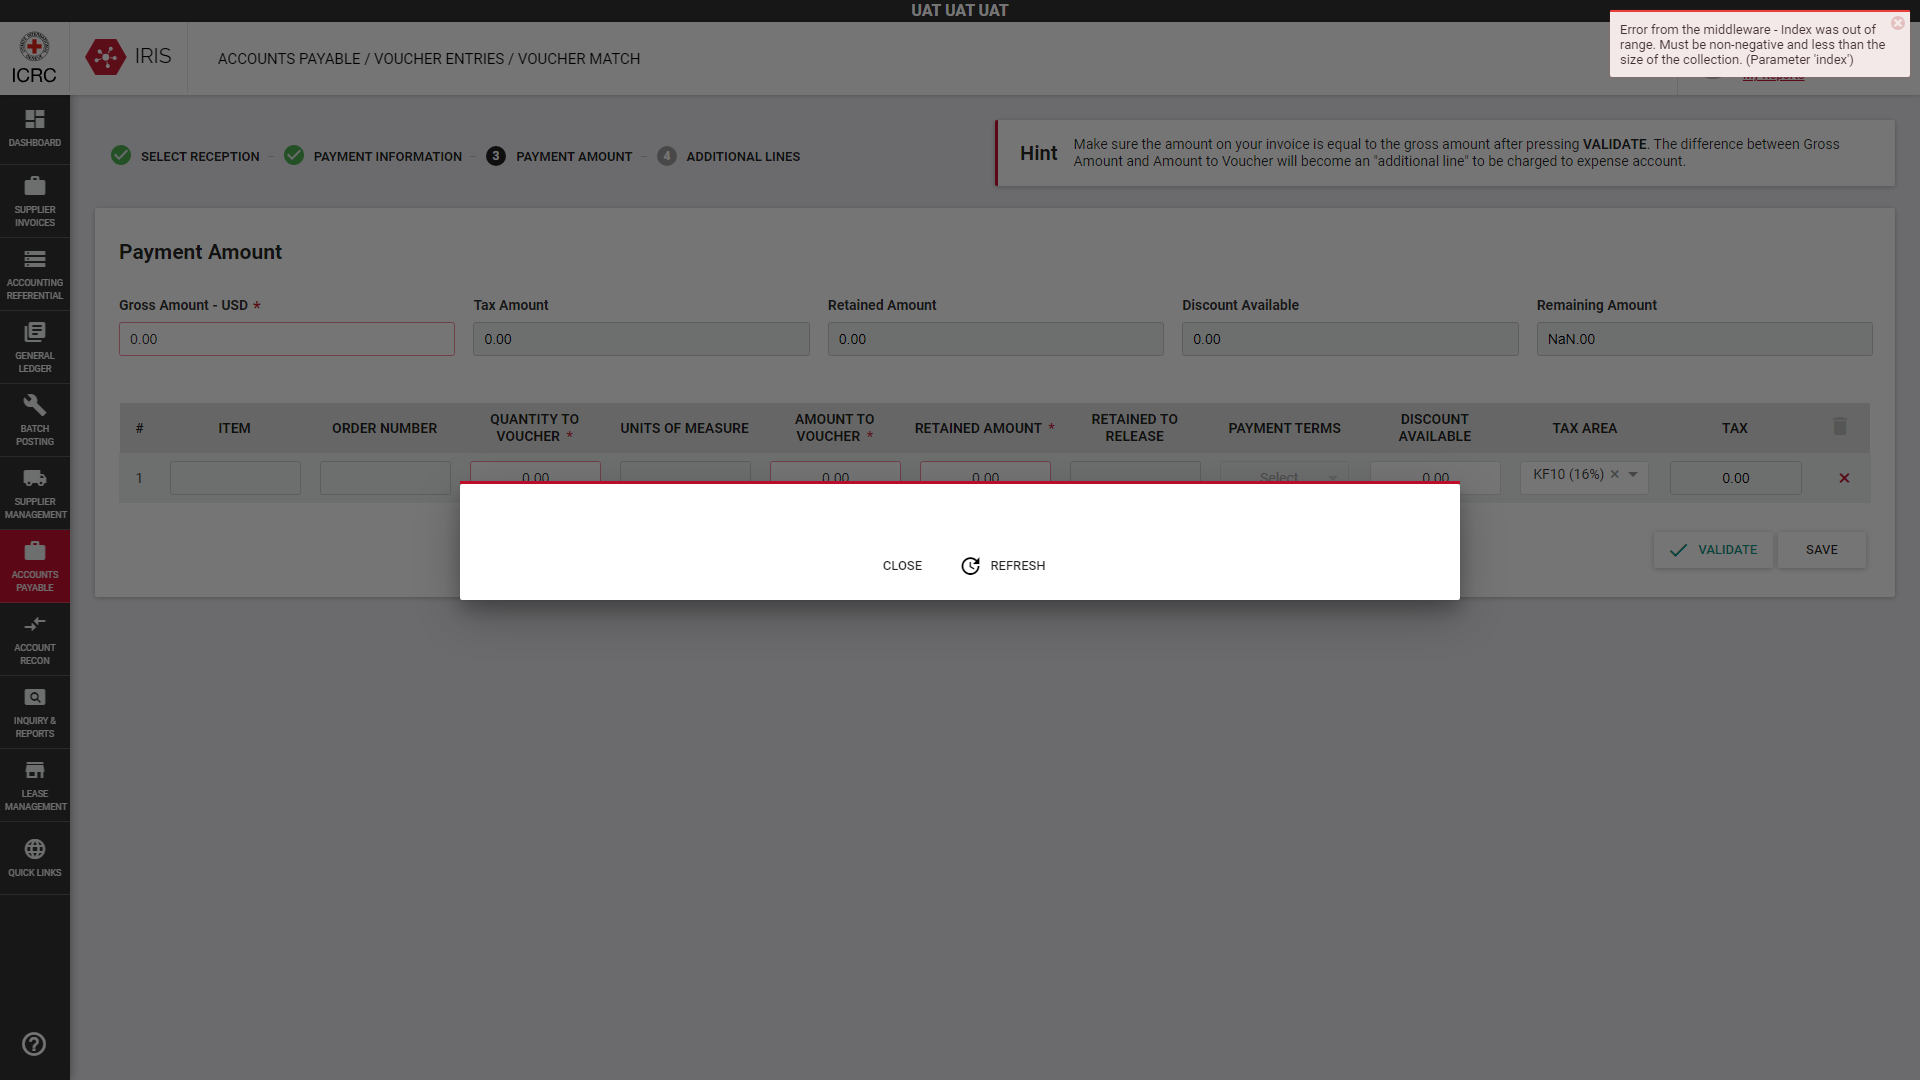 UAT UAT UAT
ICRC
IRIS
ACCOUNTS PAYABLE / VOUCHER ENTRIES / VOUCHER MATCH
Error from the middleware - Index was out of
range. Must be non-negative and less than the
size of the collection. (Parameter 'index')
My Reports
DASHBOARD
SUPPLIER
INVOICES
ACCOUNTING
REFERENTIAL
GENERAL
LEDGER
BATCH
POSTING
SUPPLIER
MANAGEMENT
ACCOUNTS
PAYABLE
ACCOUNT
RECON
INQUIRY &
REPORTS
LEASE
MANAGEMENT
QUICK LINKS
SELECT RECEPTION
PAYMENT INFORMATION
3 PAYMENT AMOUNT
4 ADDITIONAL LINES
Hint
Make sure the amount on your invoice is equal to the gross amount after pressing VALIDATE. The difference between Gross
Amount and Amount to Voucher will become an "additional line" to be charged to expense account.
Payment Amount
Gross Amount - USD * Tax Amount Retained Amount Discount Available Remaining Amount
0.00 0.00 0.00 0.00 NaN.00
# ITEM ORDER NUMBER QUANTITY TO VOUCHER * UNITS OF MEASURE AMOUNT TO VOUCHER * RETAINED AMOUNT * RETAINED TO RELEASE PAYMENT TERMS DISCOUNT AVAILABLE TAX AREA TAX
1 0.00 0.00 0.00 Select 0.00 KF10 (16%) × 0.00
VALIDATE SAVE
CLOSE REFRESH